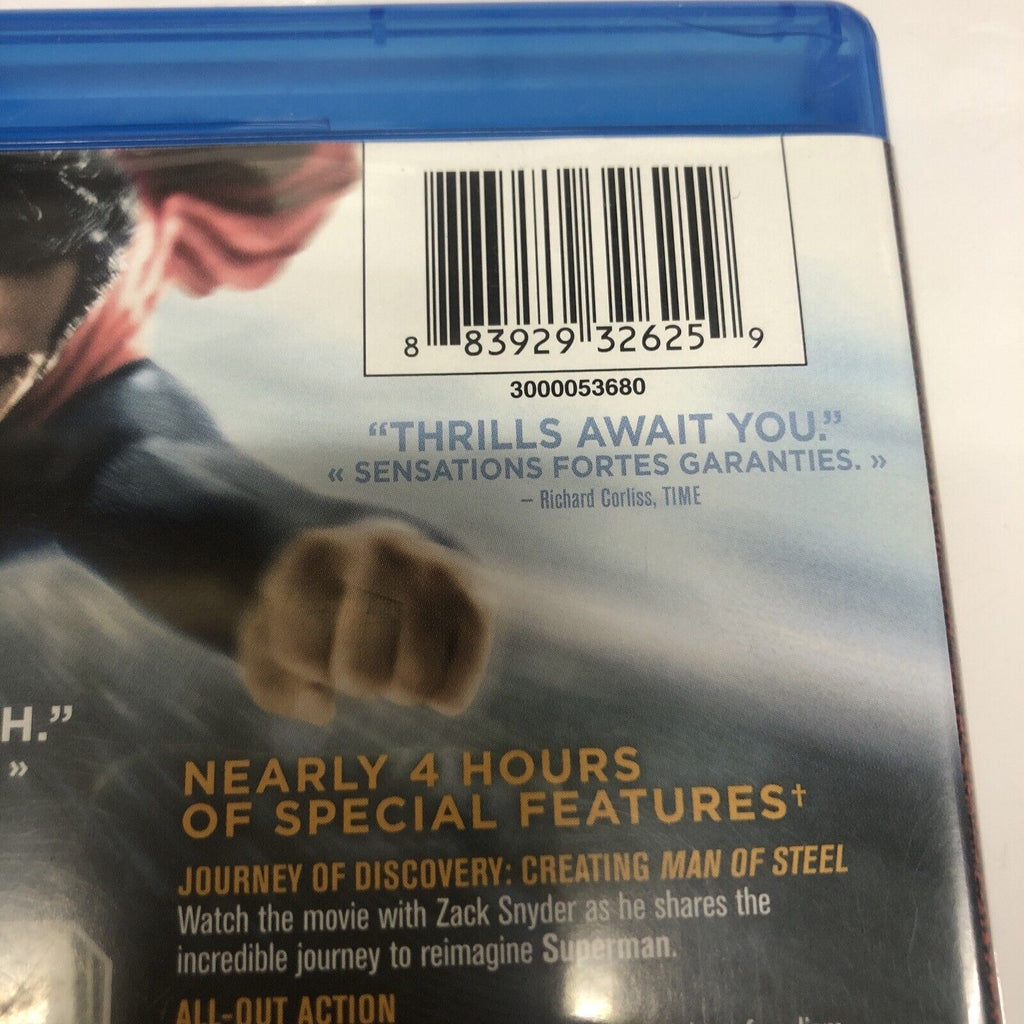 8 83929 32625 9
3000053680
“THRILLS AWAIT YOU.”
« SENSATIONS FORTES GARANTIES. »
– Richard Corliss, TIME
H.”
»
NEARLY 4 HOURS
OF SPECIAL FEATURES†
JOURNEY OF DISCOVERY: CREATING MAN OF STEEL
Watch the movie with Zack Snyder as he shares the
incredible journey to reimagine Superman.
ALL-OUT ACTION